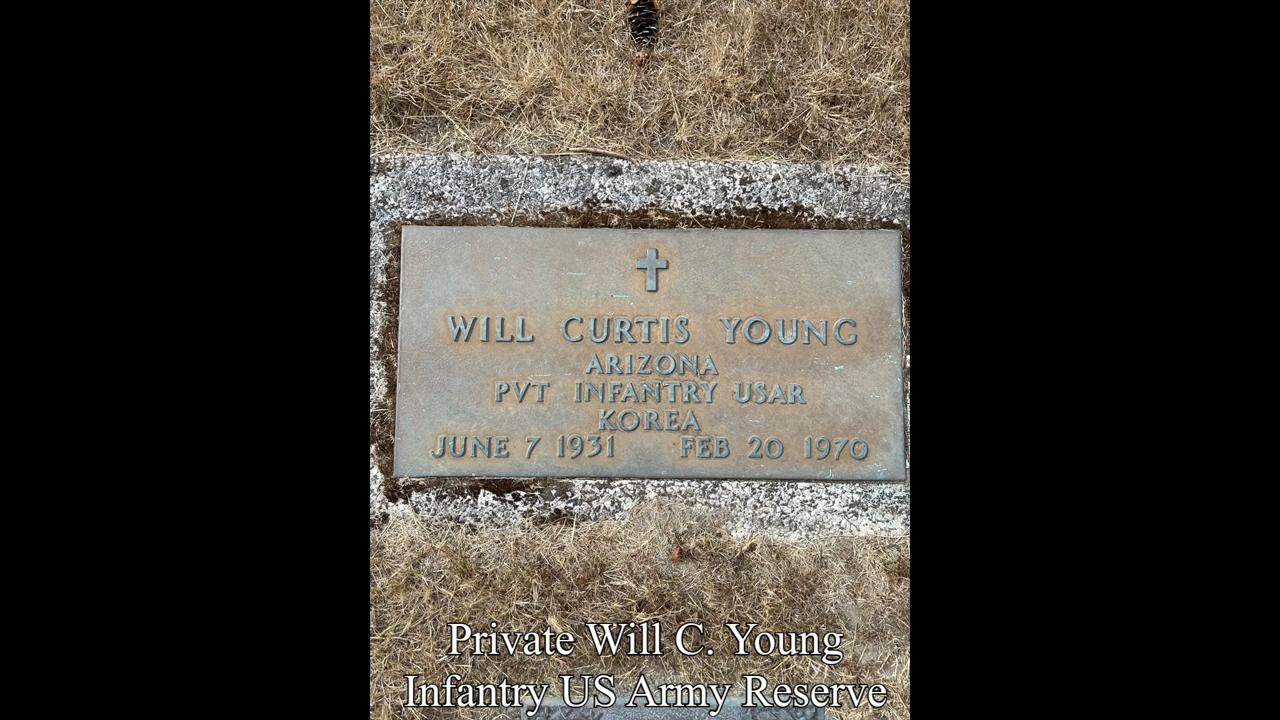 WILL CURTIS YOUNG
ARIZONA
PVT INFANTRY USAR
KOREA
JUNE 7 1931 FEB 20 1970
Private Will C. Young
Infantry US Army Reserve